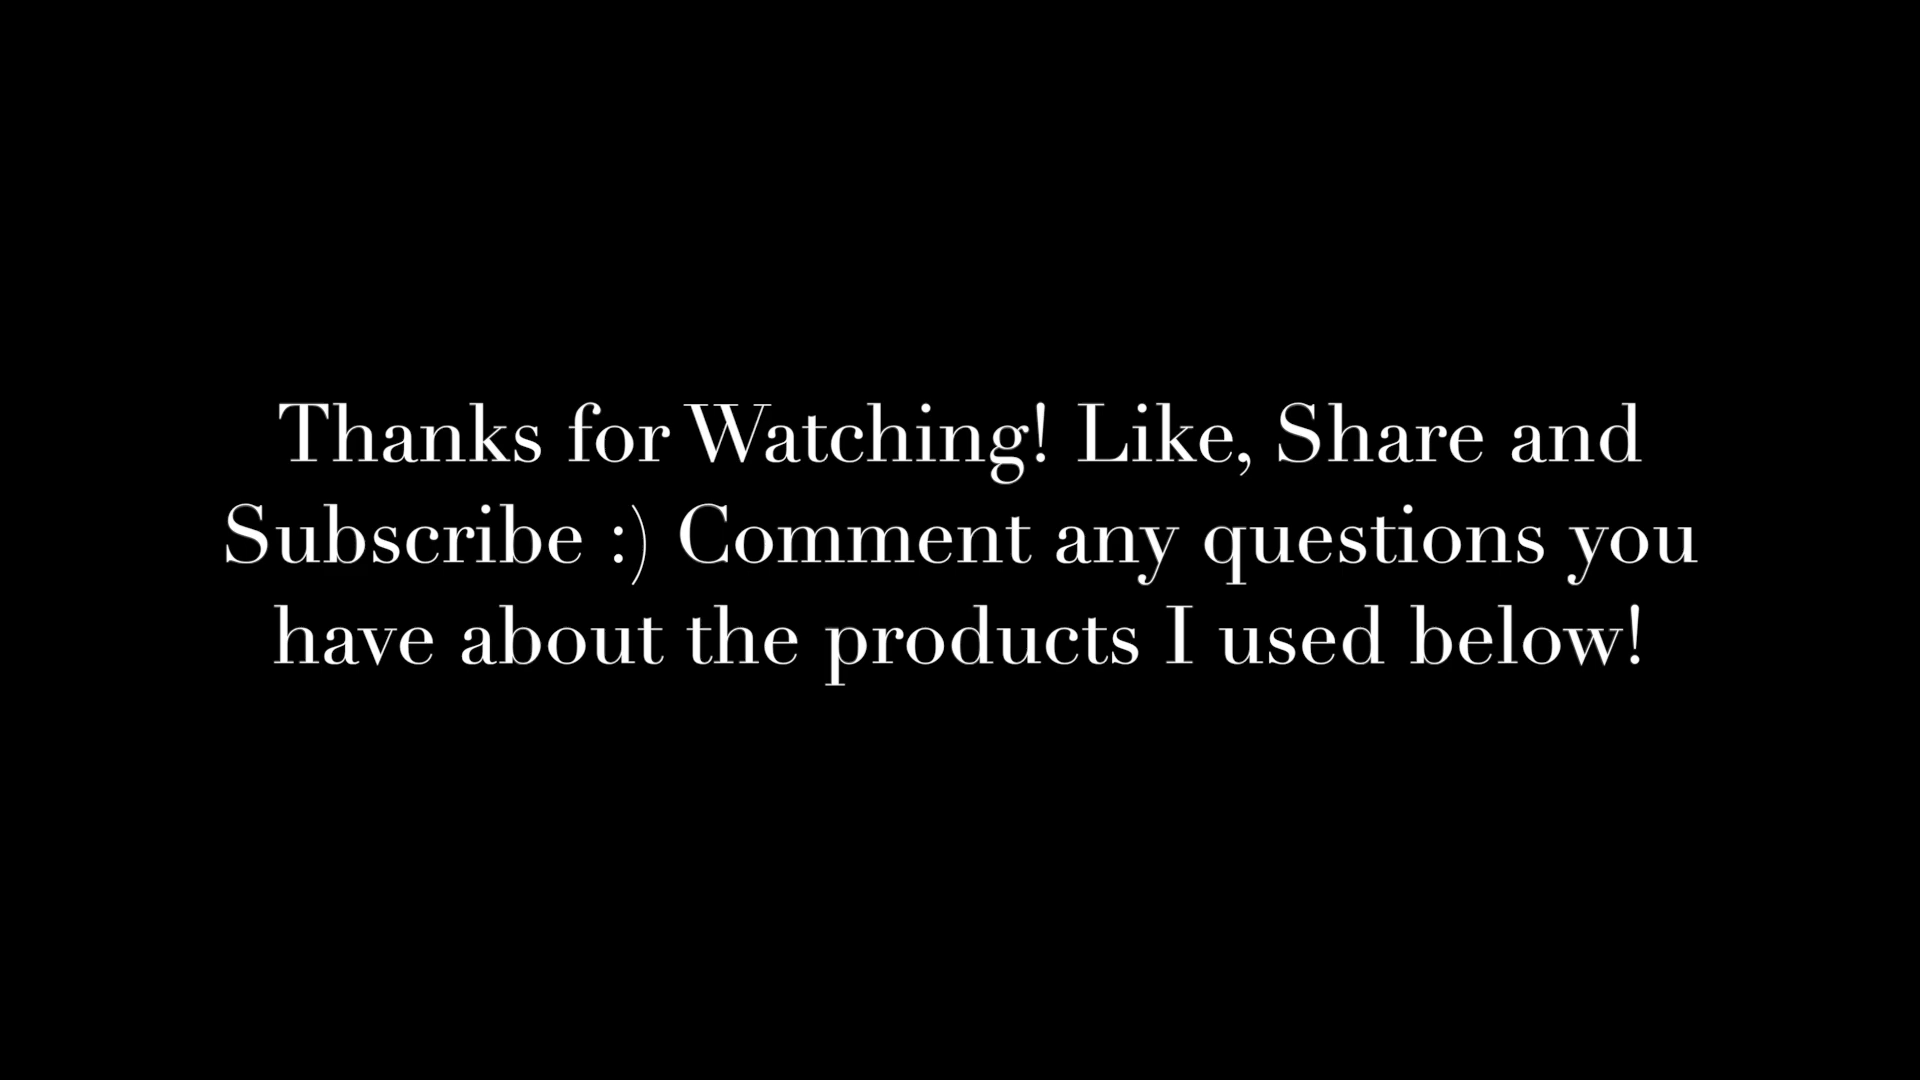 Thanks for Watching! Like, Share and
Subscribe :) Comment any questions you
have about the products I used below!